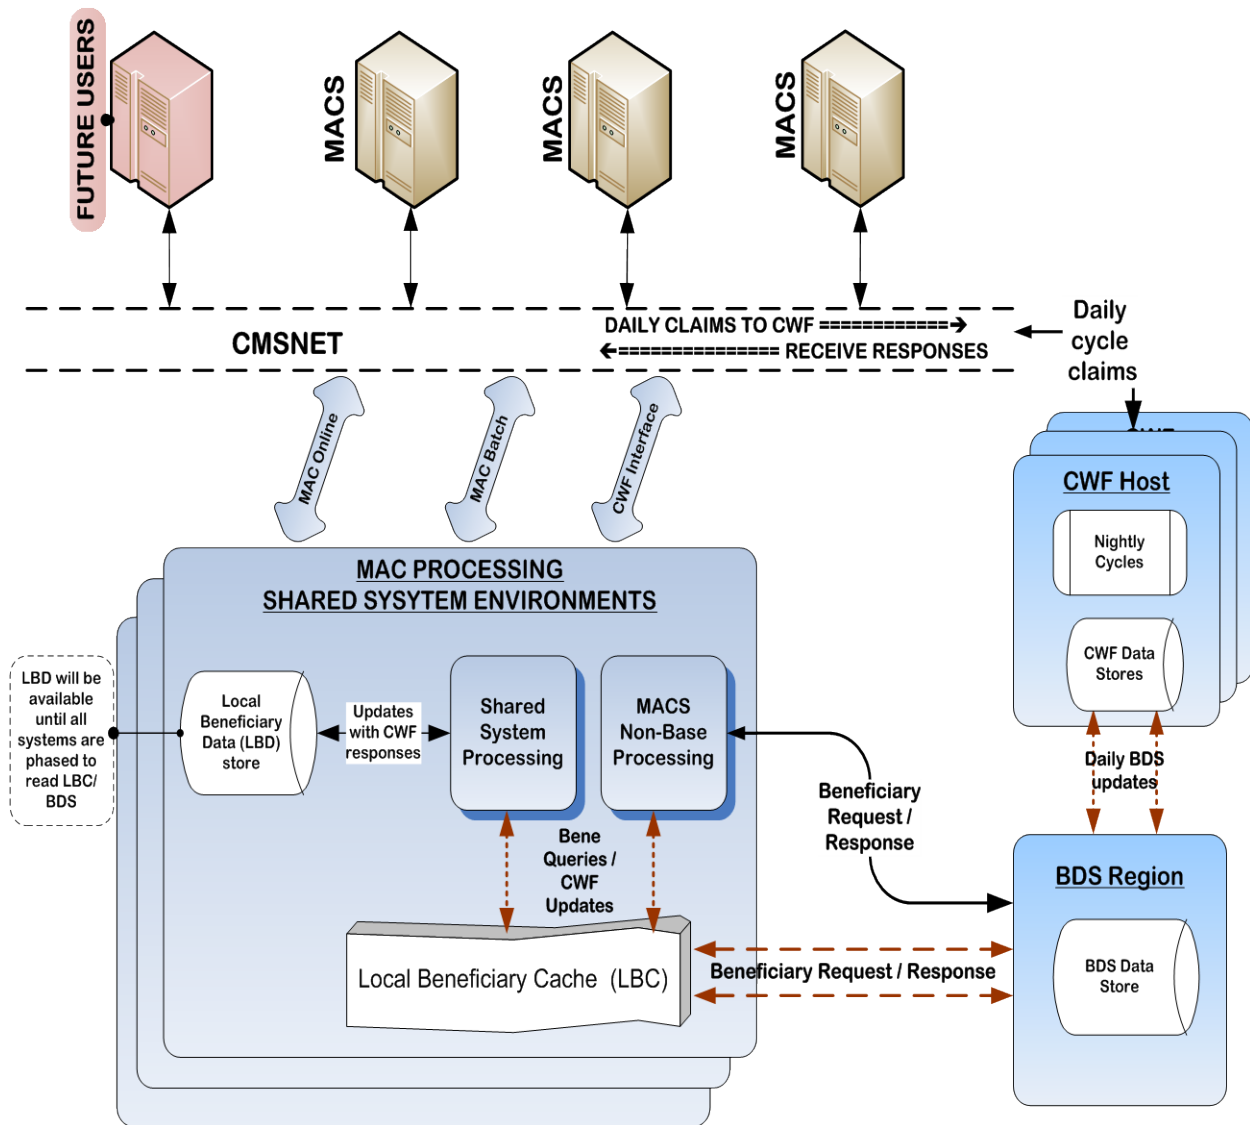 FUTURE USERS
MACS
MACS
MACS
CMSNET
DAILY CLAIMS TO CWF ============→
←=============== RECEIVE RESPONSES
Daily
cycle
claims
MAC Online
MAC Batch
CWF Interface
CWF Host
Nightly
Cycles
CWF Data
Stores
MAC PROCESSING
SHARED SYSYTEM ENVIRONMENTS
LBD will be
available
until all
systems are
phased to
read LBC/
BDS
Local
Beneficiary
Data (LBD)
store
Updates
with CWF
responses
Shared
System
Processing
MACS
Non-Base
Processing
Bene
Queries /
CWF
Updates
Local Beneficiary Cache (LBC)
Beneficiary
Request /
Response
Beneficiary Request / Response
Daily BDS
updates
BDS Region
BDS Data
Store